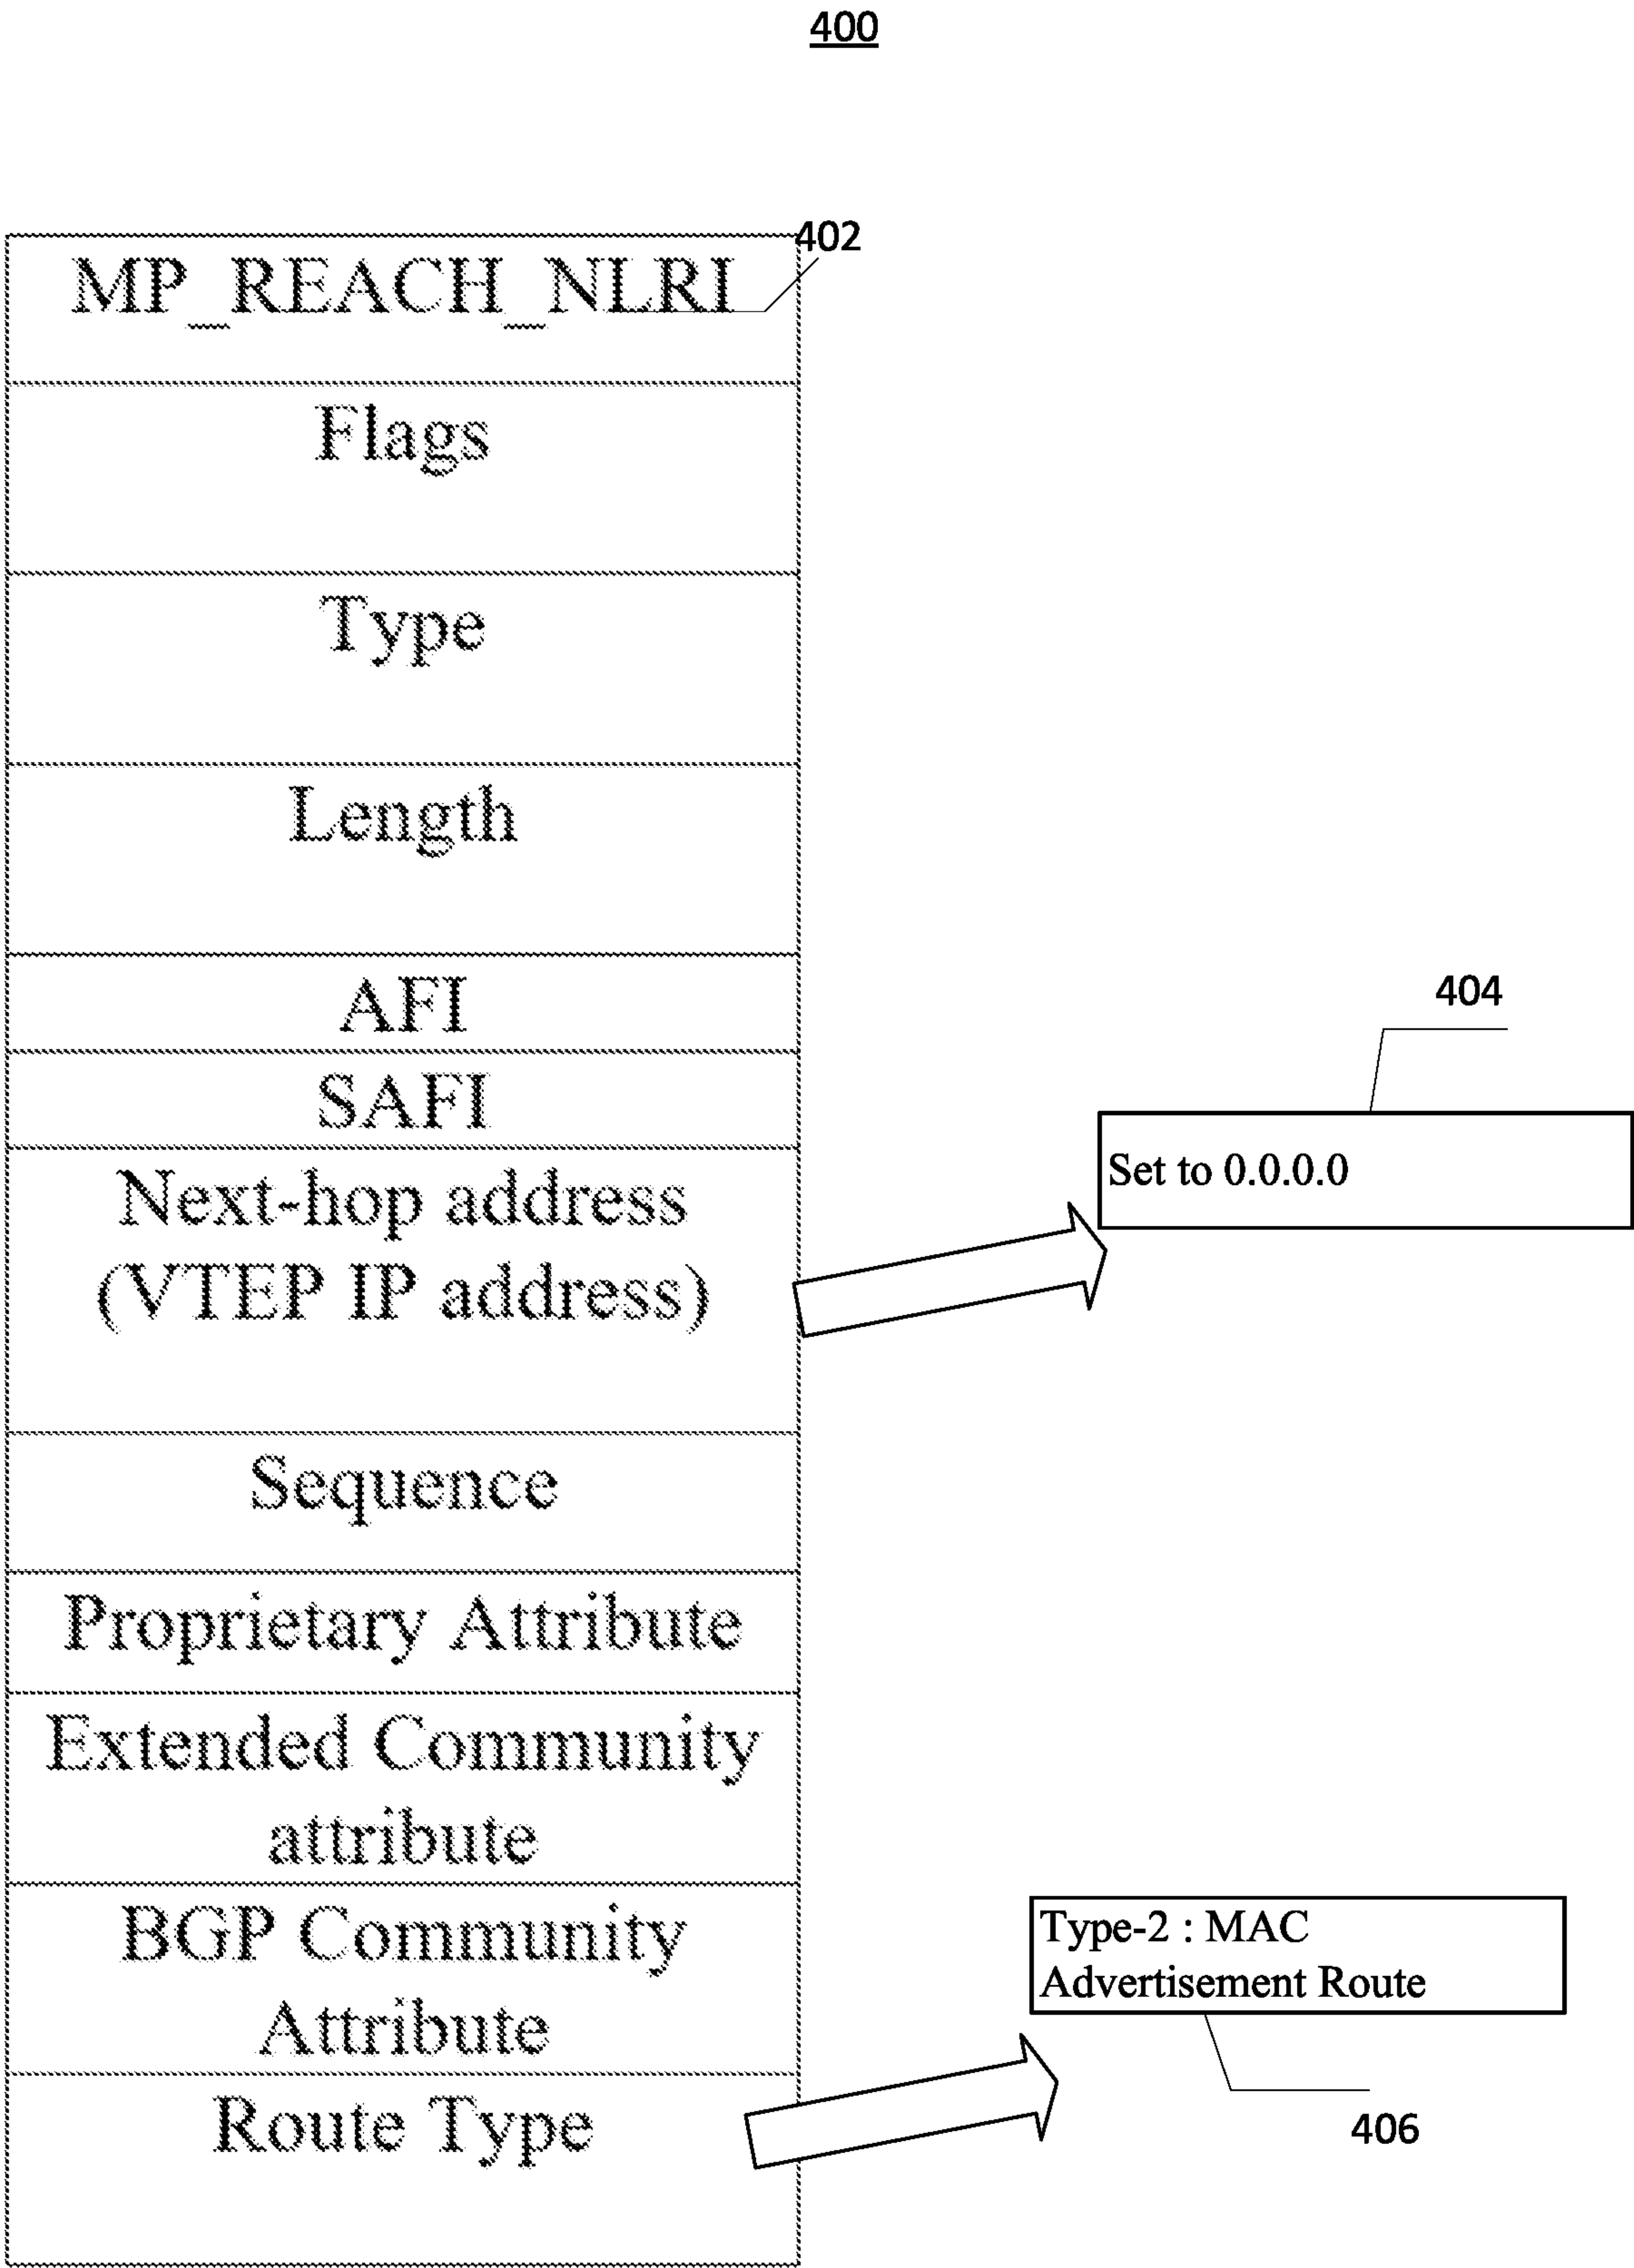 400
402
MP_REACH_NLRI
Flags
Type
Length
AFI
404
SAFI
Set to 0.0.0.0
Next-hop address
(VTEP IP address)
Sequence
Proprietary Attribute
Extended Community
attribute
BGP Community
Attribute
Type-2 : MAC
Advertisement Route
Route Type
406